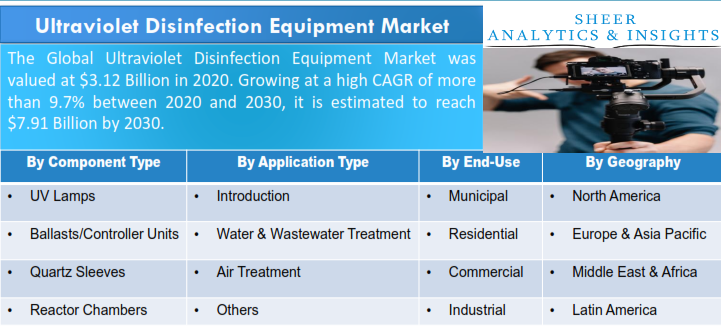 Ultraviolet Disinfection Equipment Market
SHEER
ANALYTICS & INSIGHTS
The Global Ultraviolet Disinfection Equipment Market was
valued at $3.12 Billion in 2020. Growing at a high CAGR of more
than 9.7% between 2020 and 2030, it is estimated to reach
$7.91 Billion by 2030.
By Component Type By Application Type By End-Use By Geography
• UV Lamps • Introduction • Municipal • North America
• Ballasts/Controller Units • Water & Wastewater Treatment • Residential • Europe & Asia Pacific
• Quartz Sleeves • Air Treatment • Commercial • Middle East & Africa
• Reactor Chambers • Others • Industrial • Latin America